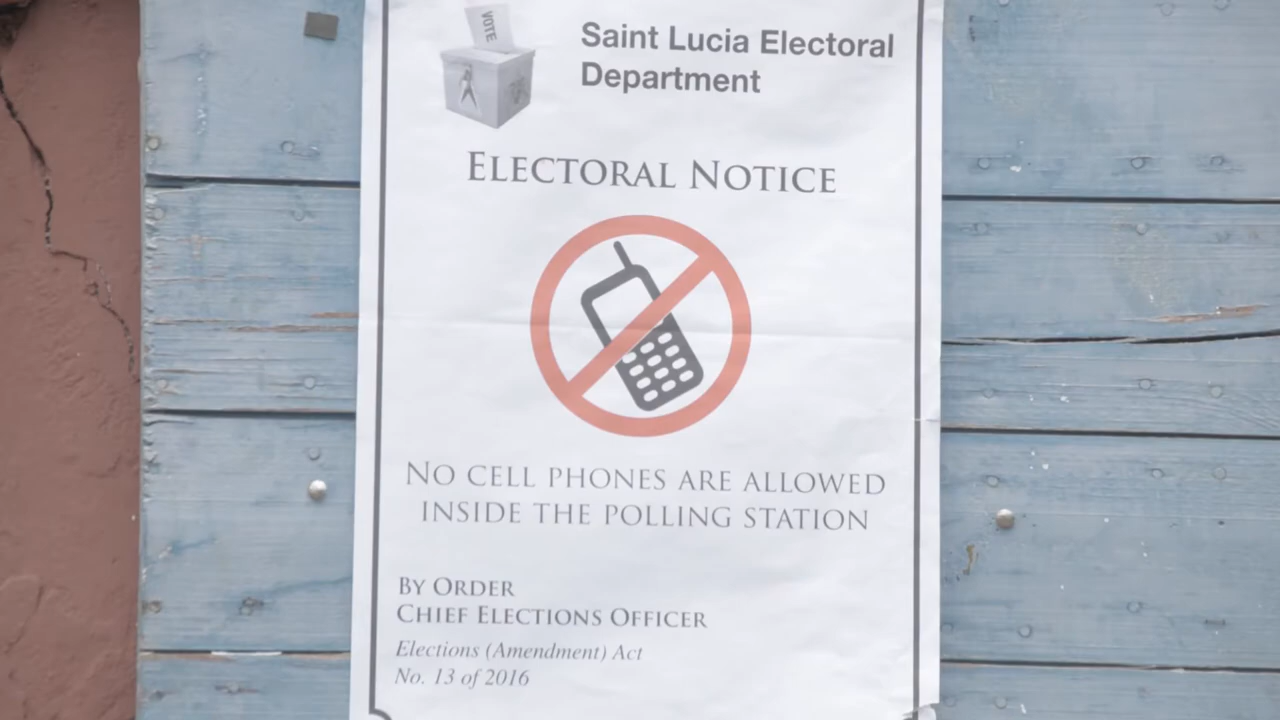 VOTE
Saint Lucia Electoral
Department
ELECTORAL NOTICE
NO CELL PHONES ARE ALLOWED
INSIDE THE POLLING STATION
BY ORDER
CHIEF ELECTIONS OFFICER
Elections (Amendment) Act
No. 13 of 2016